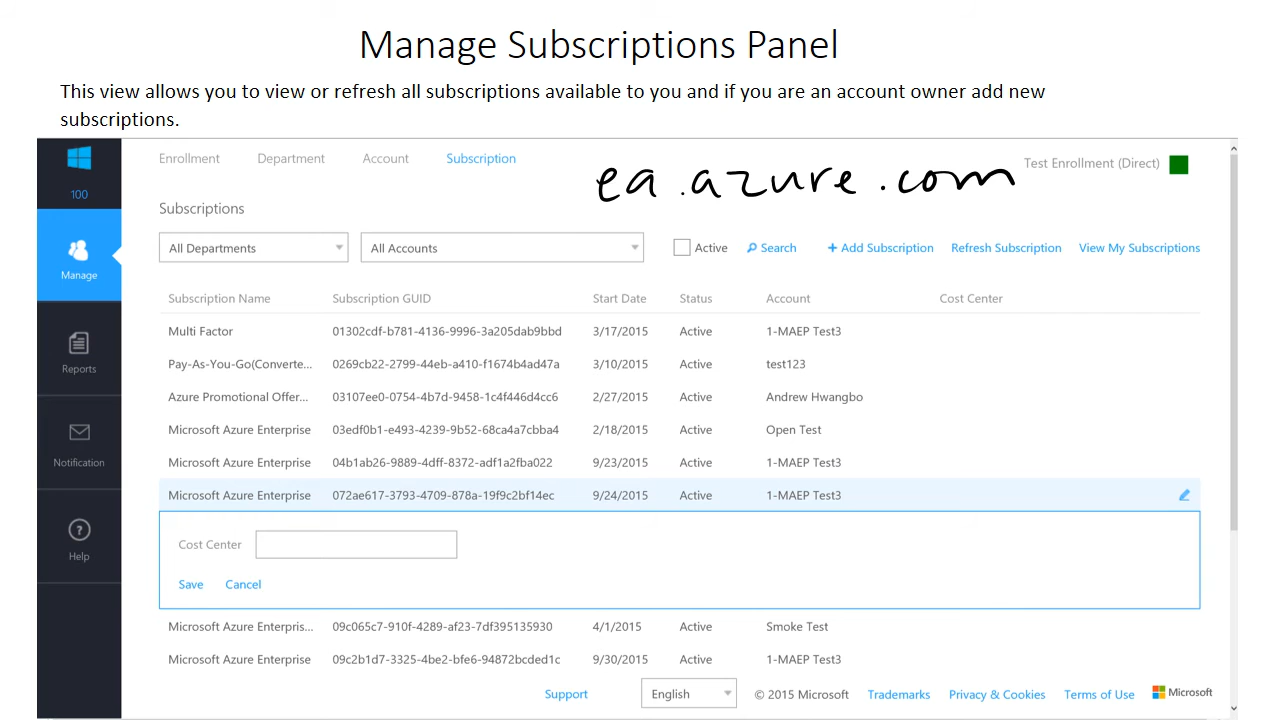 Manage Subscriptions Panel
This view allows you to view or refresh all subscriptions available to you and if you are an account owner add new
subscriptions.
100
Enrollment Department Account Subscription
ea.azure.com
Test Enrollment (Direct)
Subscriptions
Manage
All Departments All Accounts Active Search + Add Subscription Refresh Subscription View My Subscriptions
Subscription Name Subscription GUID Start Date Status Account Cost Center
Multi Factor 01302cdf-b781-4136-9996-3a205dab9bbd 3/17/2015 Active 1-MAEP Test3
Reports
Pay-As-You-Go(Converte... 0269cb22-2799-44eb-a410-f1674b4ad47a 3/10/2015 Active test123
Azure Promotional Offer... 03107ee0-0754-4b7d-9458-1c4f446d4cc6 2/27/2015 Active Andrew Hwangbo
Microsoft Azure Enterprise 03edf0b1-e493-4239-9b52-68ca4a7cbba4 2/18/2015 Active Open Test
Notification
Microsoft Azure Enterprise 04b1ab26-9889-4dff-8372-adf1a2fba022 9/23/2015 Active 1-MAEP Test3
Microsoft Azure Enterprise 072ae617-3793-4709-878a-19f9c2bf14ec 9/24/2015 Active 1-MAEP Test3
Help
Cost Center
Save Cancel
Microsoft Azure Enterpris... 09c065c7-910f-4289-af23-7df395135930 4/1/2015 Active Smoke Test
Microsoft Azure Enterprise 09c2b1d7-3325-4be2-bfe6-94872bcded1c 9/30/2015 Active 1-MAEP Test3
Support English © 2015 Microsoft Trademarks Privacy & Cookies Terms of Use Microsoft